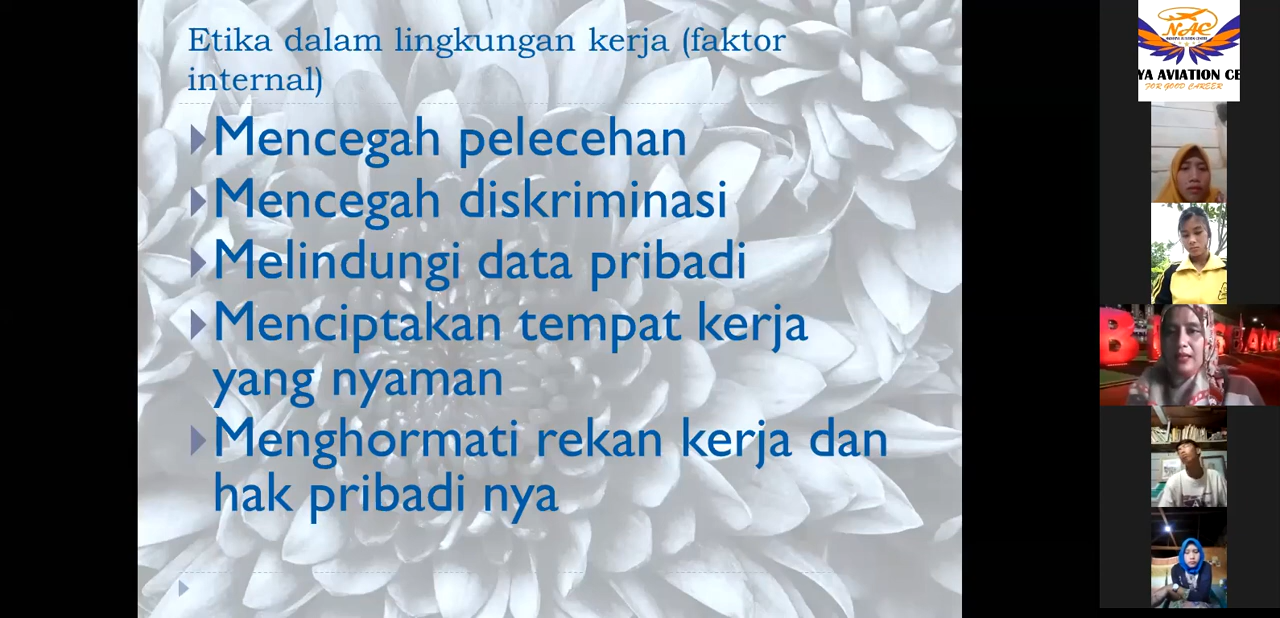 Etika dalam lingkungan kerja (faktor
internal)
Mencegah pelecehan
Mencegah diskriminasi
Melindungi data pribadi
Menciptakan tempat kerja
yang nyaman
Menghormati rekan kerja dan
hak pribadi nya
NAC
YA AVIATION CE
FOR GOOD CAREER